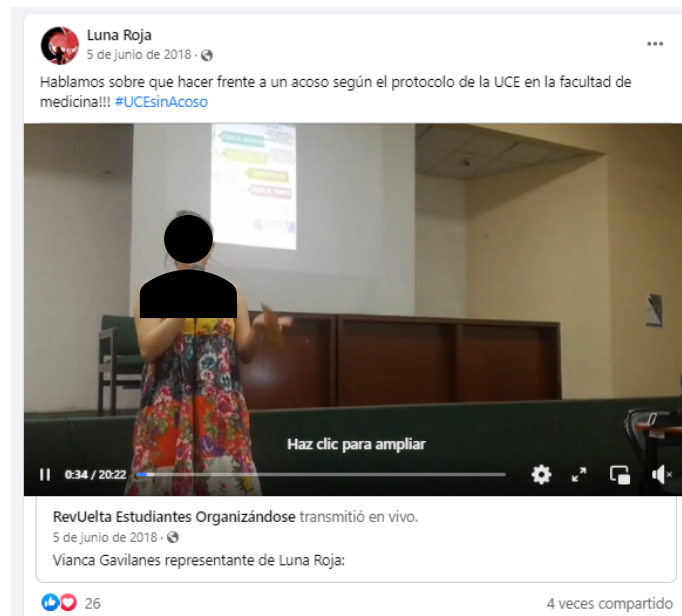 Luna Roja
5 de junio de 2018 ·
Hablamos sobre que hacer frente a un acoso según el protocolo de la UCE en la facultad de
medicina!!! #UCEsinAcoso
Haz clic para ampliar
0:34 / 20:22
RevUelta Estudiantes Organizándose transmitió en vivo.
5 de junio de 2018 ·
Vianca Gavilanes representante de Luna Roja:
26
4 veces compartido